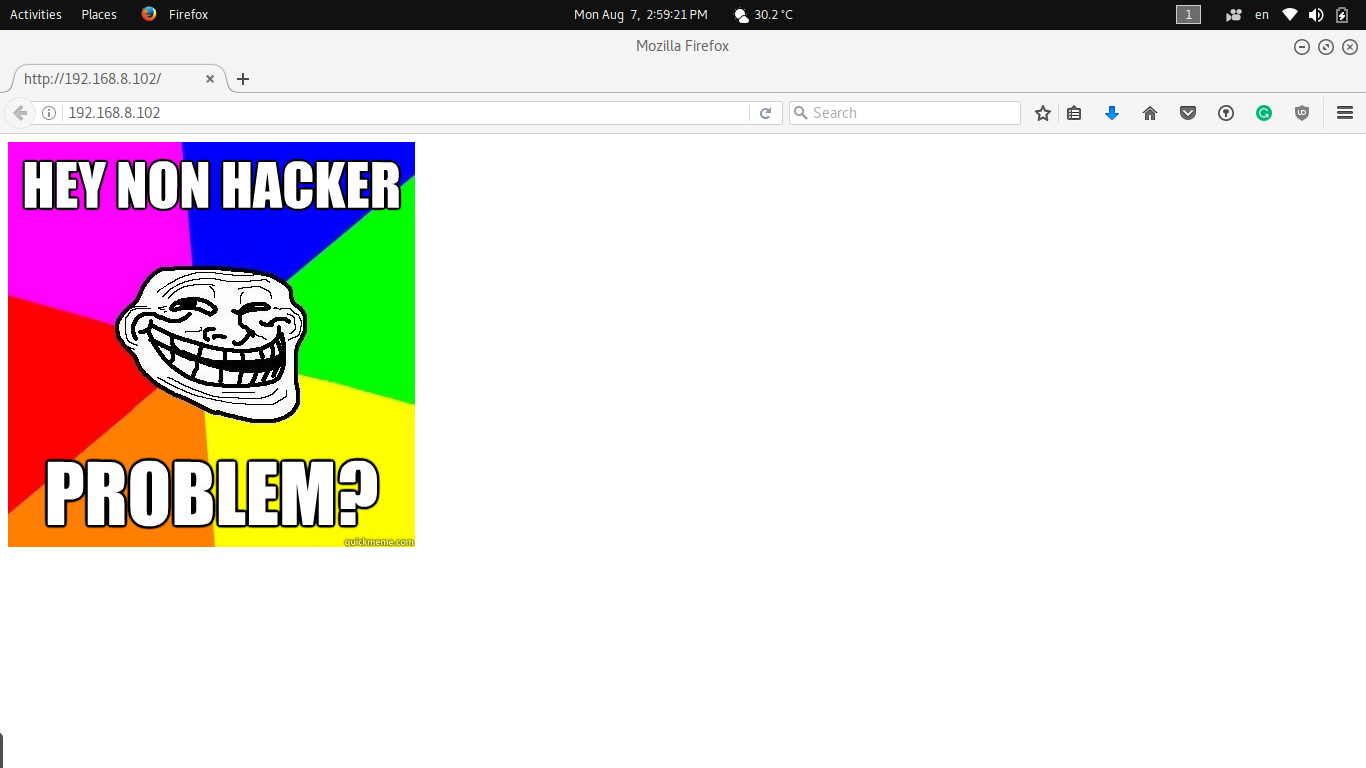 Activities Places Firefox Mon Aug 7, 2:59:21 PM 30.2 °C 1 en
Mozilla Firefox
http://192.168.8.102/
192.168.8.102 Search
HEY NON HACKER
PROBLEM?
quickmeme.com